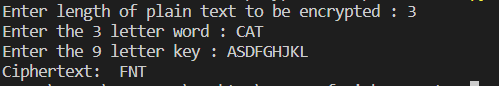 Enter length of plain text to be encrypted : 3
Enter the 3 letter word : CAT
Enter the 9 letter key : ASDFGHJKL
Ciphertext:  FNT